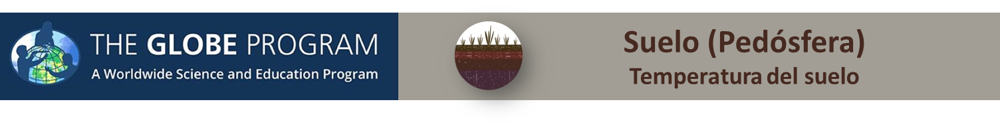 THE GLOBE PROGRAM
A Worldwide Science and Education Program
Suelo (Pedósfera)
Temperatura del suelo